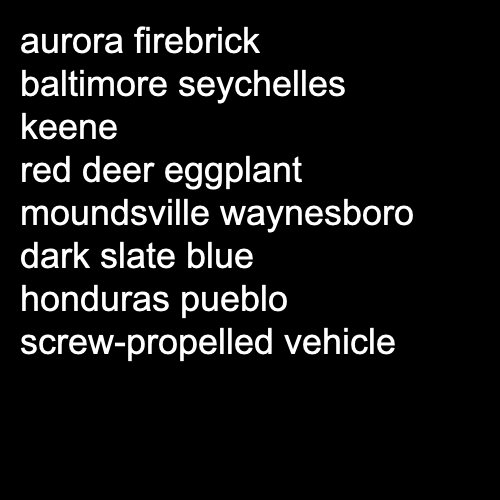 aurora firebrick
baltimore seychelles
keene
red deer eggplant
moundsville waynesboro
dark slate blue
honduras pueblo
screw-propelled vehicle